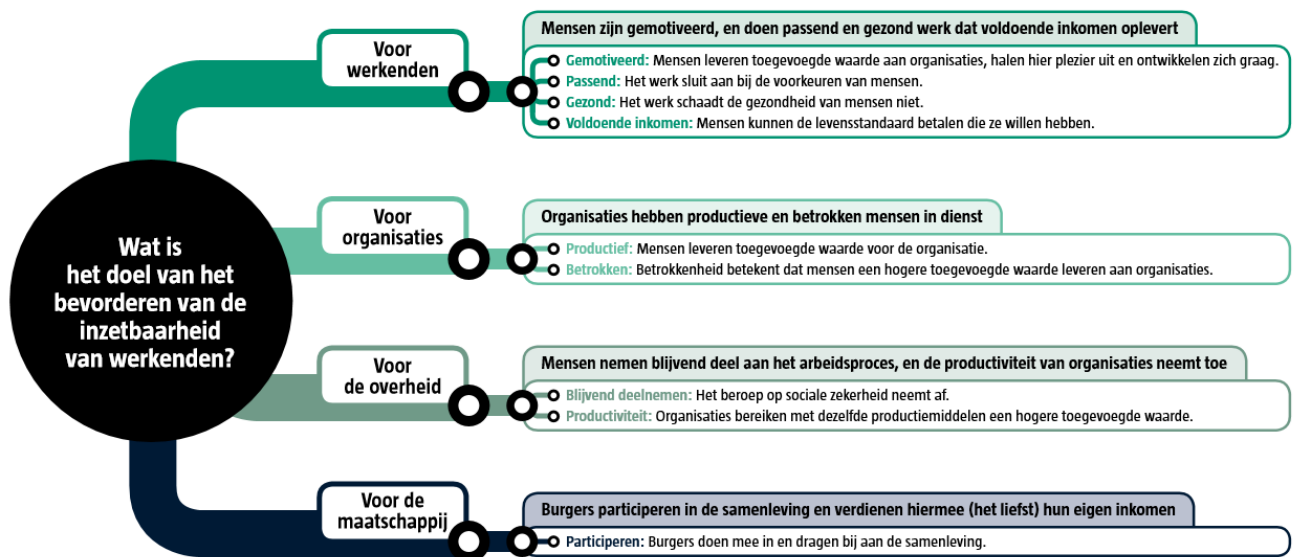 Wat is
het doel van het
bevorderen van de
inzetbaarheid
van werkenden?
Voor
werkenden
Mensen zijn gemotiveerd, en doen passend en gezond werk dat voldoende inkomen oplevert
Gemotiveerd: Mensen leveren toegevoegde waarde aan organisaties, halen hier plezier uit en ontwikkelen zich graag.
Passend: Het werk sluit aan bij de voorkeuren van mensen.
Gezond: Het werk schaadt de gezondheid van mensen niet.
Voldoende inkomen: Mensen kunnen de levensstandaard betalen die ze willen hebben.
Voor
organisaties
Organisaties hebben productieve en betrokken mensen in dienst
Productief: Mensen leveren toegevoegde waarde voor de organisatie.
Betrokken: Betrokkenheid betekent dat mensen een hogere toegevoegde waarde leveren aan organisaties.
Voor
de overheid
Mensen nemen blijvend deel aan het arbeidsproces, en de productiviteit van organisaties neemt toe
Blijvend deelnemen: Het beroep op sociale zekerheid neemt af.
Productiviteit: Organisaties bereiken met dezelfde productiemiddelen een hogere toegevoegde waarde.
Voor de
maatschappij
Burgers participeren in de samenleving en verdienen hiermee (het liefst) hun eigen inkomen
Participeren: Burgers doen mee in en dragen bij aan de samenleving.